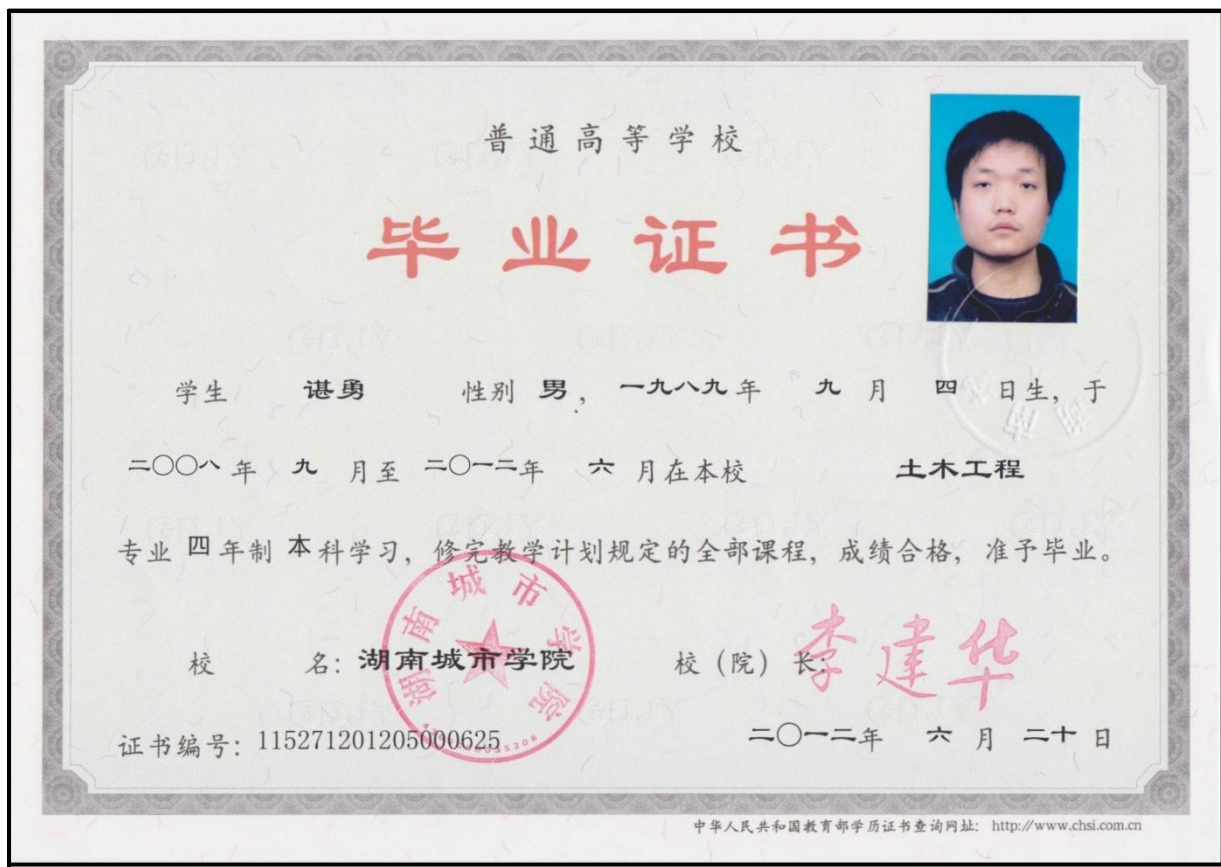 普通高等学校
毕业证书
学生 谌勇 性别 男，一九八九年 九 月 四 日生，于
二〇〇八 年 九 月至 二〇一二年 六 月在本校 土木工程
专业 四 年制 本 科学习，修完教学计划规定的全部课程，成绩合格，准予毕业。
湖南城市学院
校 名：湖南城市学院 校（院）长：李建华
证书编号：115271201205000625 二〇一二年 六 月 二十 日
中华人民共和国教育部学历证书查询网址：http://www.chsi.com.cn